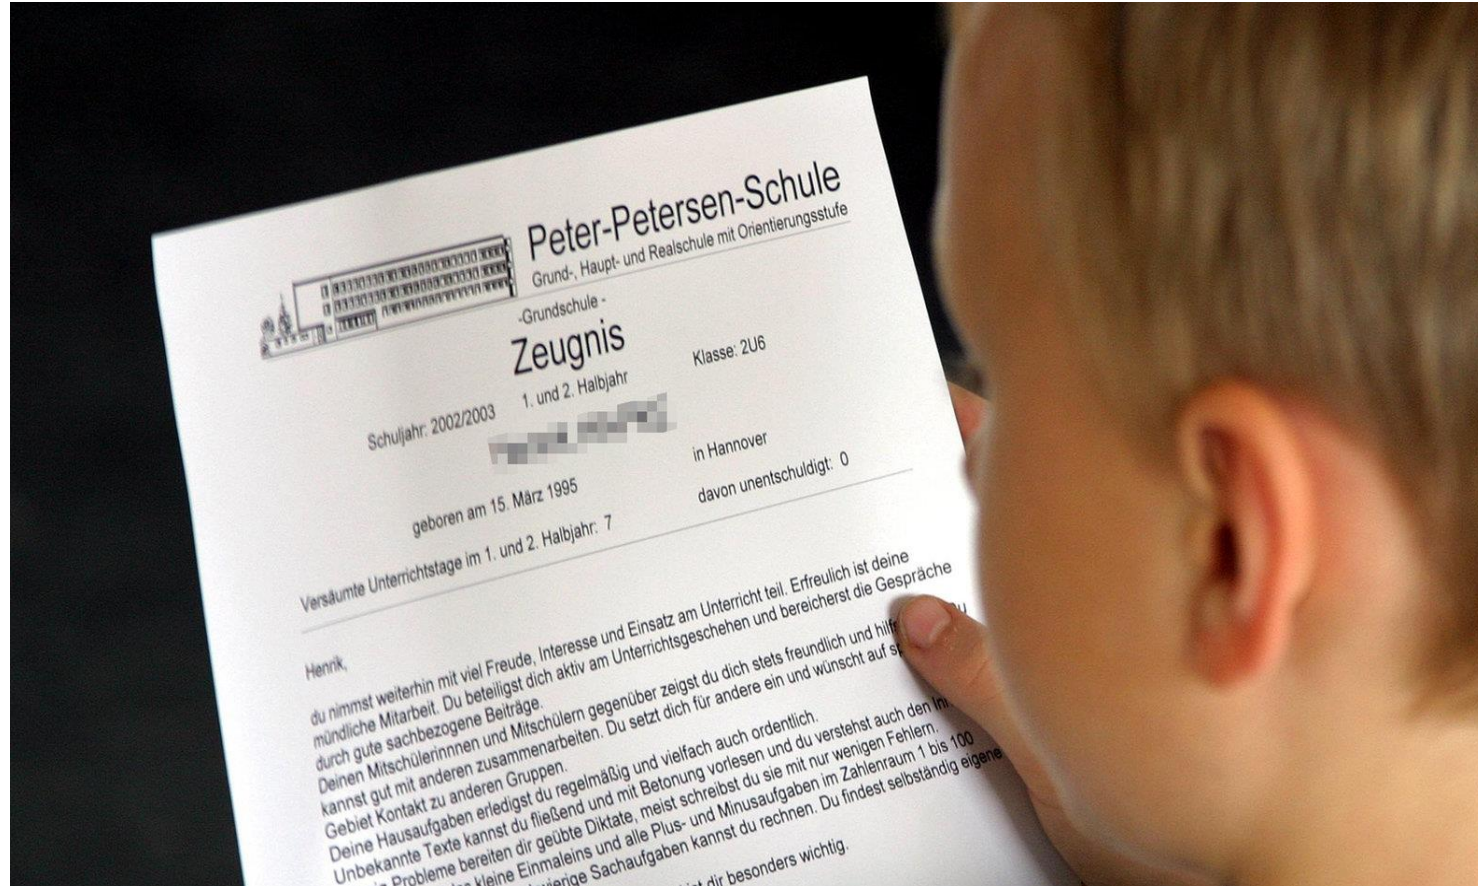 Peter-Petersen-Schule
Grund-, Haupt- und Realschule mit Orientierungsstufe
-Grundschule -
Zeugnis
Schuljahr: 2002/2003 1. und 2. Halbjahr Klasse: 2U6
geboren am 15. März 1995 in Hannover
Versäumte Unterrichtstage im 1. und 2. Halbjahr: 7 davon unentschuldigt: 0
Henrik,
du nimmst weiterhin mit viel Freude, Interesse und Einsatz am Unterricht teil. Erfreulich ist deine
mündliche Mitarbeit. Du beteiligst dich aktiv am Unterrichtsgeschehen und bereicherst die Gespräche
durch gute sachbezogene Beiträge.
Deinen Mitschülerinnnen und Mitschülern gegenüber zeigst du dich stets freundlich und
kannst gut mit anderen zusammenarbeiten. Du setzt dich für andere ein und wünscht auf
Gebiet Kontakt zu anderen Gruppen.
Deine Hausaufgaben erledigst du regelmäßig und vielfach auch ordentlich.
Unbekannte Texte kannst du fließend und mit Betonung vorlesen und du verstehst auch den
Probleme bereiten dir geübte Diktate, meist schreibst du sie mit nur wenigen Fehlern.
kleine Einmaleins und alle Plus- und Minusaufgaben im Zahlenraum 1 bis 100
Sachaufgaben kannst du rechnen. Du findest selbständig eigene
dir besonders wichtig.